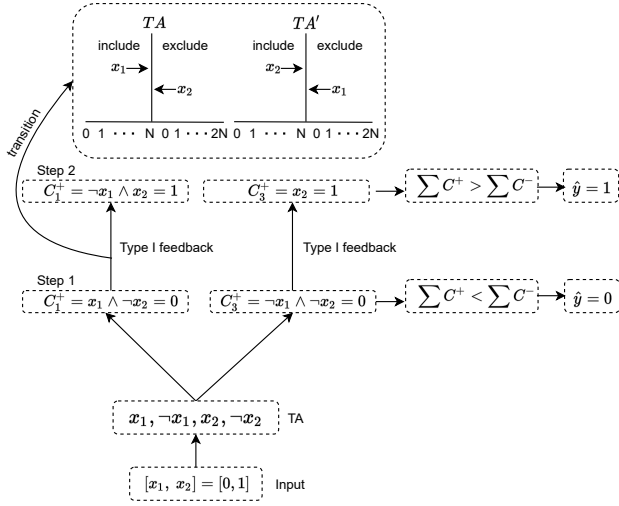 TA TA′
include exclude include exclude
x₁ x₂
x₂ x₁
0 1 ⋯ N 0 1 ⋯ 2N 0 1 ⋯ N 0 1 ⋯ 2N
transition
Step 2
C₁⁺ = ¬x₁ ∧ x₂ = 1 C₃⁺ = x₂ = 1 ∑ C⁺ > ∑ C⁻ ŷ = 1
Type I feedback Type I feedback
Step 1
C₁⁺ = x₁ ∧ ¬x₂ = 0 C₃⁺ = ¬x₁ ∧ ¬x₂ = 0 ∑ C⁺ < ∑ C⁻ ŷ = 0
x₁, ¬x₁, x₂, ¬x₂ TA
[x₁, x₂] = [0, 1] Input